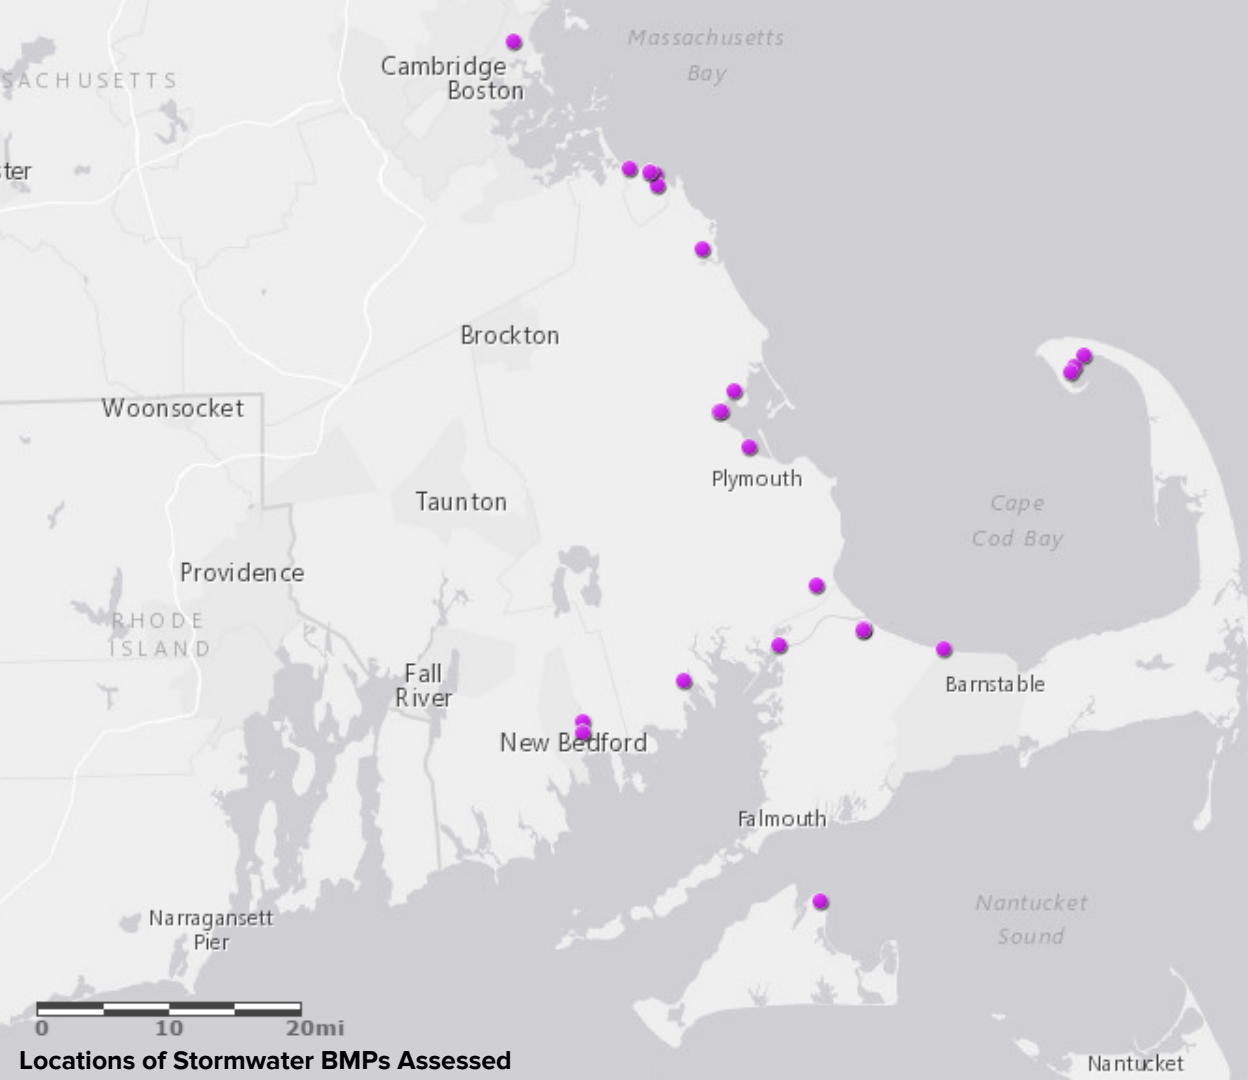 Massachusetts
Bay
Cambridge
Boston
SACHUSETTS
ster
Brockton
Woonsocket
Plymouth
Taunton
Cape
Cod Bay
Providence
RHODE
ISLAND
Fall
River
Barnstable
New Bedford
Falmouth
Nantucket
Sound
Narragansett
Pier
0 10 20mi
Locations of Stormwater BMPs Assessed
Nantucket